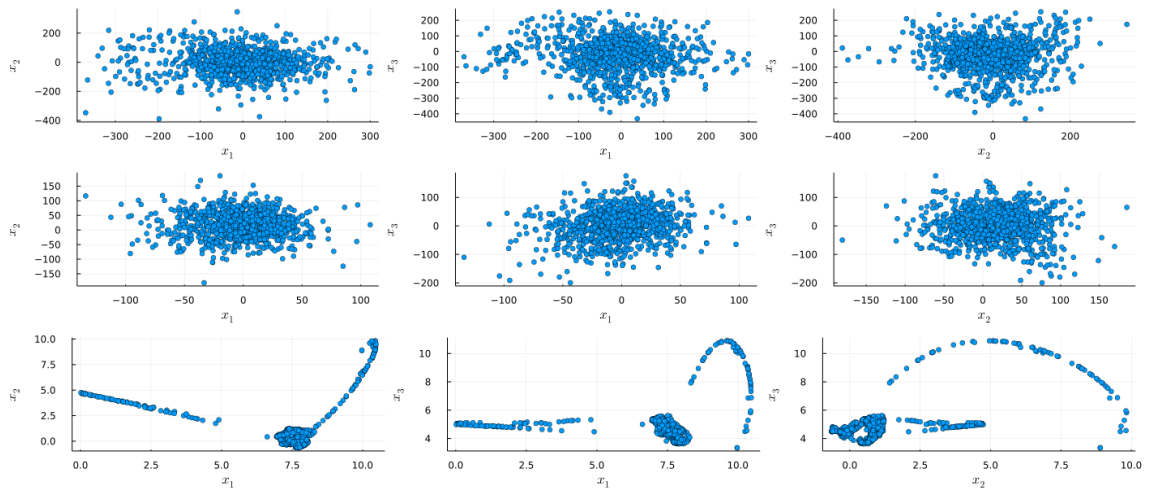 x₂ 200 0 −200 −400
−300 −200 −100 0 100 200 300
x₁
x₃ 200 100 0 −100 −200 −300 −400
−300 −200 −100 0 100 200 300
x₁
x₃ 200 100 0 −100 −200 −300 −400
−400 −200 0 200
x₂
x₂ 150 100 50 0 −50 −100 −150
−100 −50 0 50 100
x₁
x₃ 100 0 −100 −200
−100 −50 0 50 100
x₁
x₃ 100 0 −100 −200
−150 −100 −50 0 50 100 150
x₂
x₂ 10.0 7.5 5.0 2.5 0.0
0.0 2.5 5.0 7.5 10.0
x₁
x₃ 10 8 6 4
0.0 2.5 5.0 7.5 10.0
x₁
x₃ 10 8 6 4
0.0 2.5 5.0 7.5 10.0
x₂